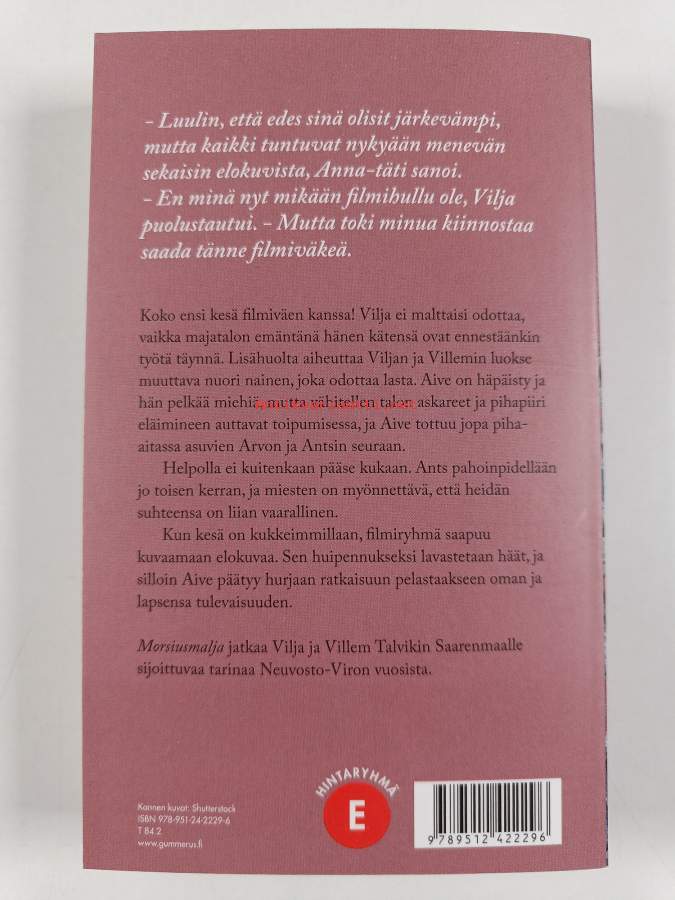 – Luulin, että edes sinä olisit järkevämpi,
mutta kaikki tuntuvat nykyään menevän
sekaisin elokuvista, Anna-täti sanoi.
– En minä nyt mikään filmihullu ole, Vilja
puolustautui. – Mutta toki minua kiinnostaa
saada tänne filmiväkeä.
Koko ensi kesä filmiväen kanssa! Vilja ei malttaisi odottaa,
vaikka majatalon emäntänä hänen kätensä ovat ennestäänkin
työtä täynnä. Lisähuolta aiheuttaa Viljan ja Villemin luokse
muuttava nuori nainen, joka odottaa lasta. Aive on häpäisty ja
hän pelkää miehiä, mutta vähitellen talon askareet ja pihapiiri
eläimineen auttavat toipumisessa, ja Aive tottuu jopa piha-
aitassa asuvien Arvon ja Antsin seuraan.
Helpolla ei kuitenkaan pääse kukaan. Ants pahoinpidellään
jo toisen kerran, ja miesten on myönnettävä, että heidän
suhteensa on liian vaarallinen.
Kun kesä on kukkeimmillaan, filmiryhmä saapuu
kuvaamaan elokuvaa. Sen huipennukseksi lavastetaan häät, ja
silloin Aive päätyy hurjaan ratkaisuun pelastaakseen oman ja
lapsensa tulevaisuuden.
Morsiusmalja jatkaa Vilja ja Villem Talvikin Saarenmaalle
sijoittuvaa tarinaa Neuvosto-Viron vuosista.
HINTARYHMÄ
E
Kannen kuvat: Shutterstock
ISBN 978-951-24-2229-6
T 84.2
www.gummerus.fi
9789512422296